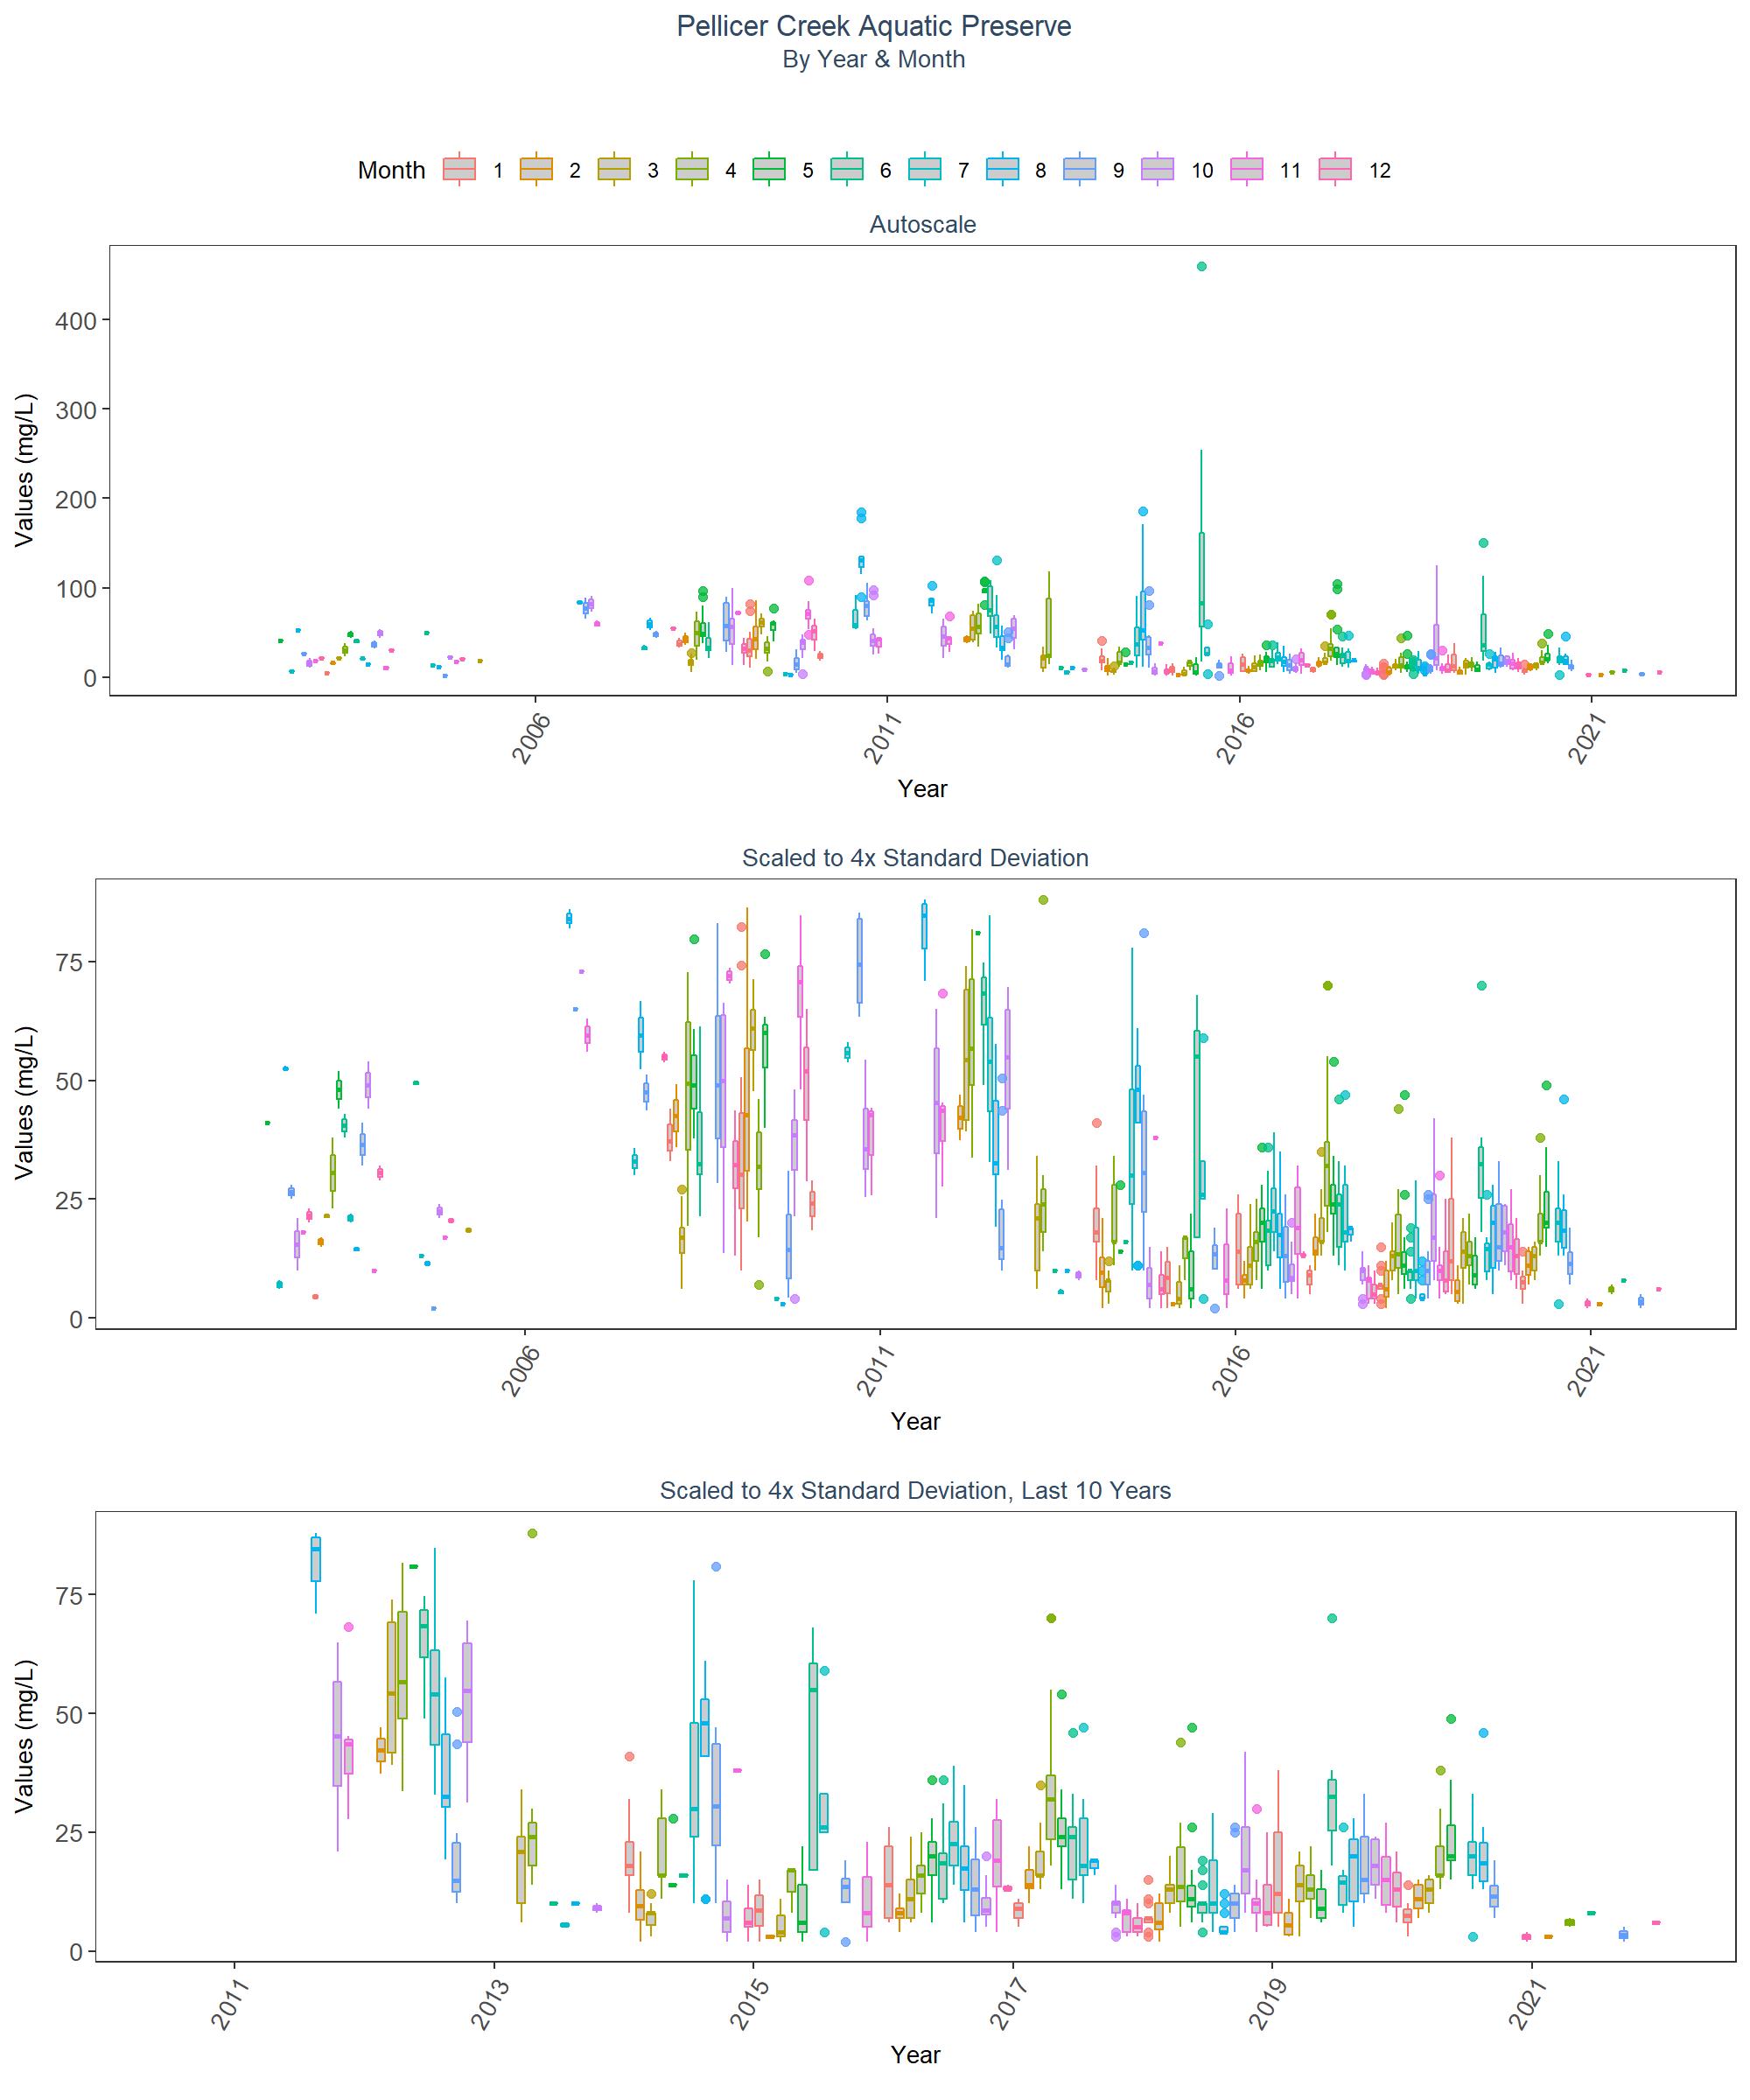 Pellicer Creek Aquatic Preserve
By Year & Month
Month 1 2 3 4 5 6 7 8 9 10 11 12
Autoscale
Values (mg/L)
400
300
200
100
0
2006 2011 2016 2021
Year
Scaled to 4x Standard Deviation
Values (mg/L)
75
50
25
0
2006 2011 2016 2021
Year
Scaled to 4x Standard Deviation, Last 10 Years
Values (mg/L)
75
50
25
0
2011 2013 2015 2017 2019 2021
Year